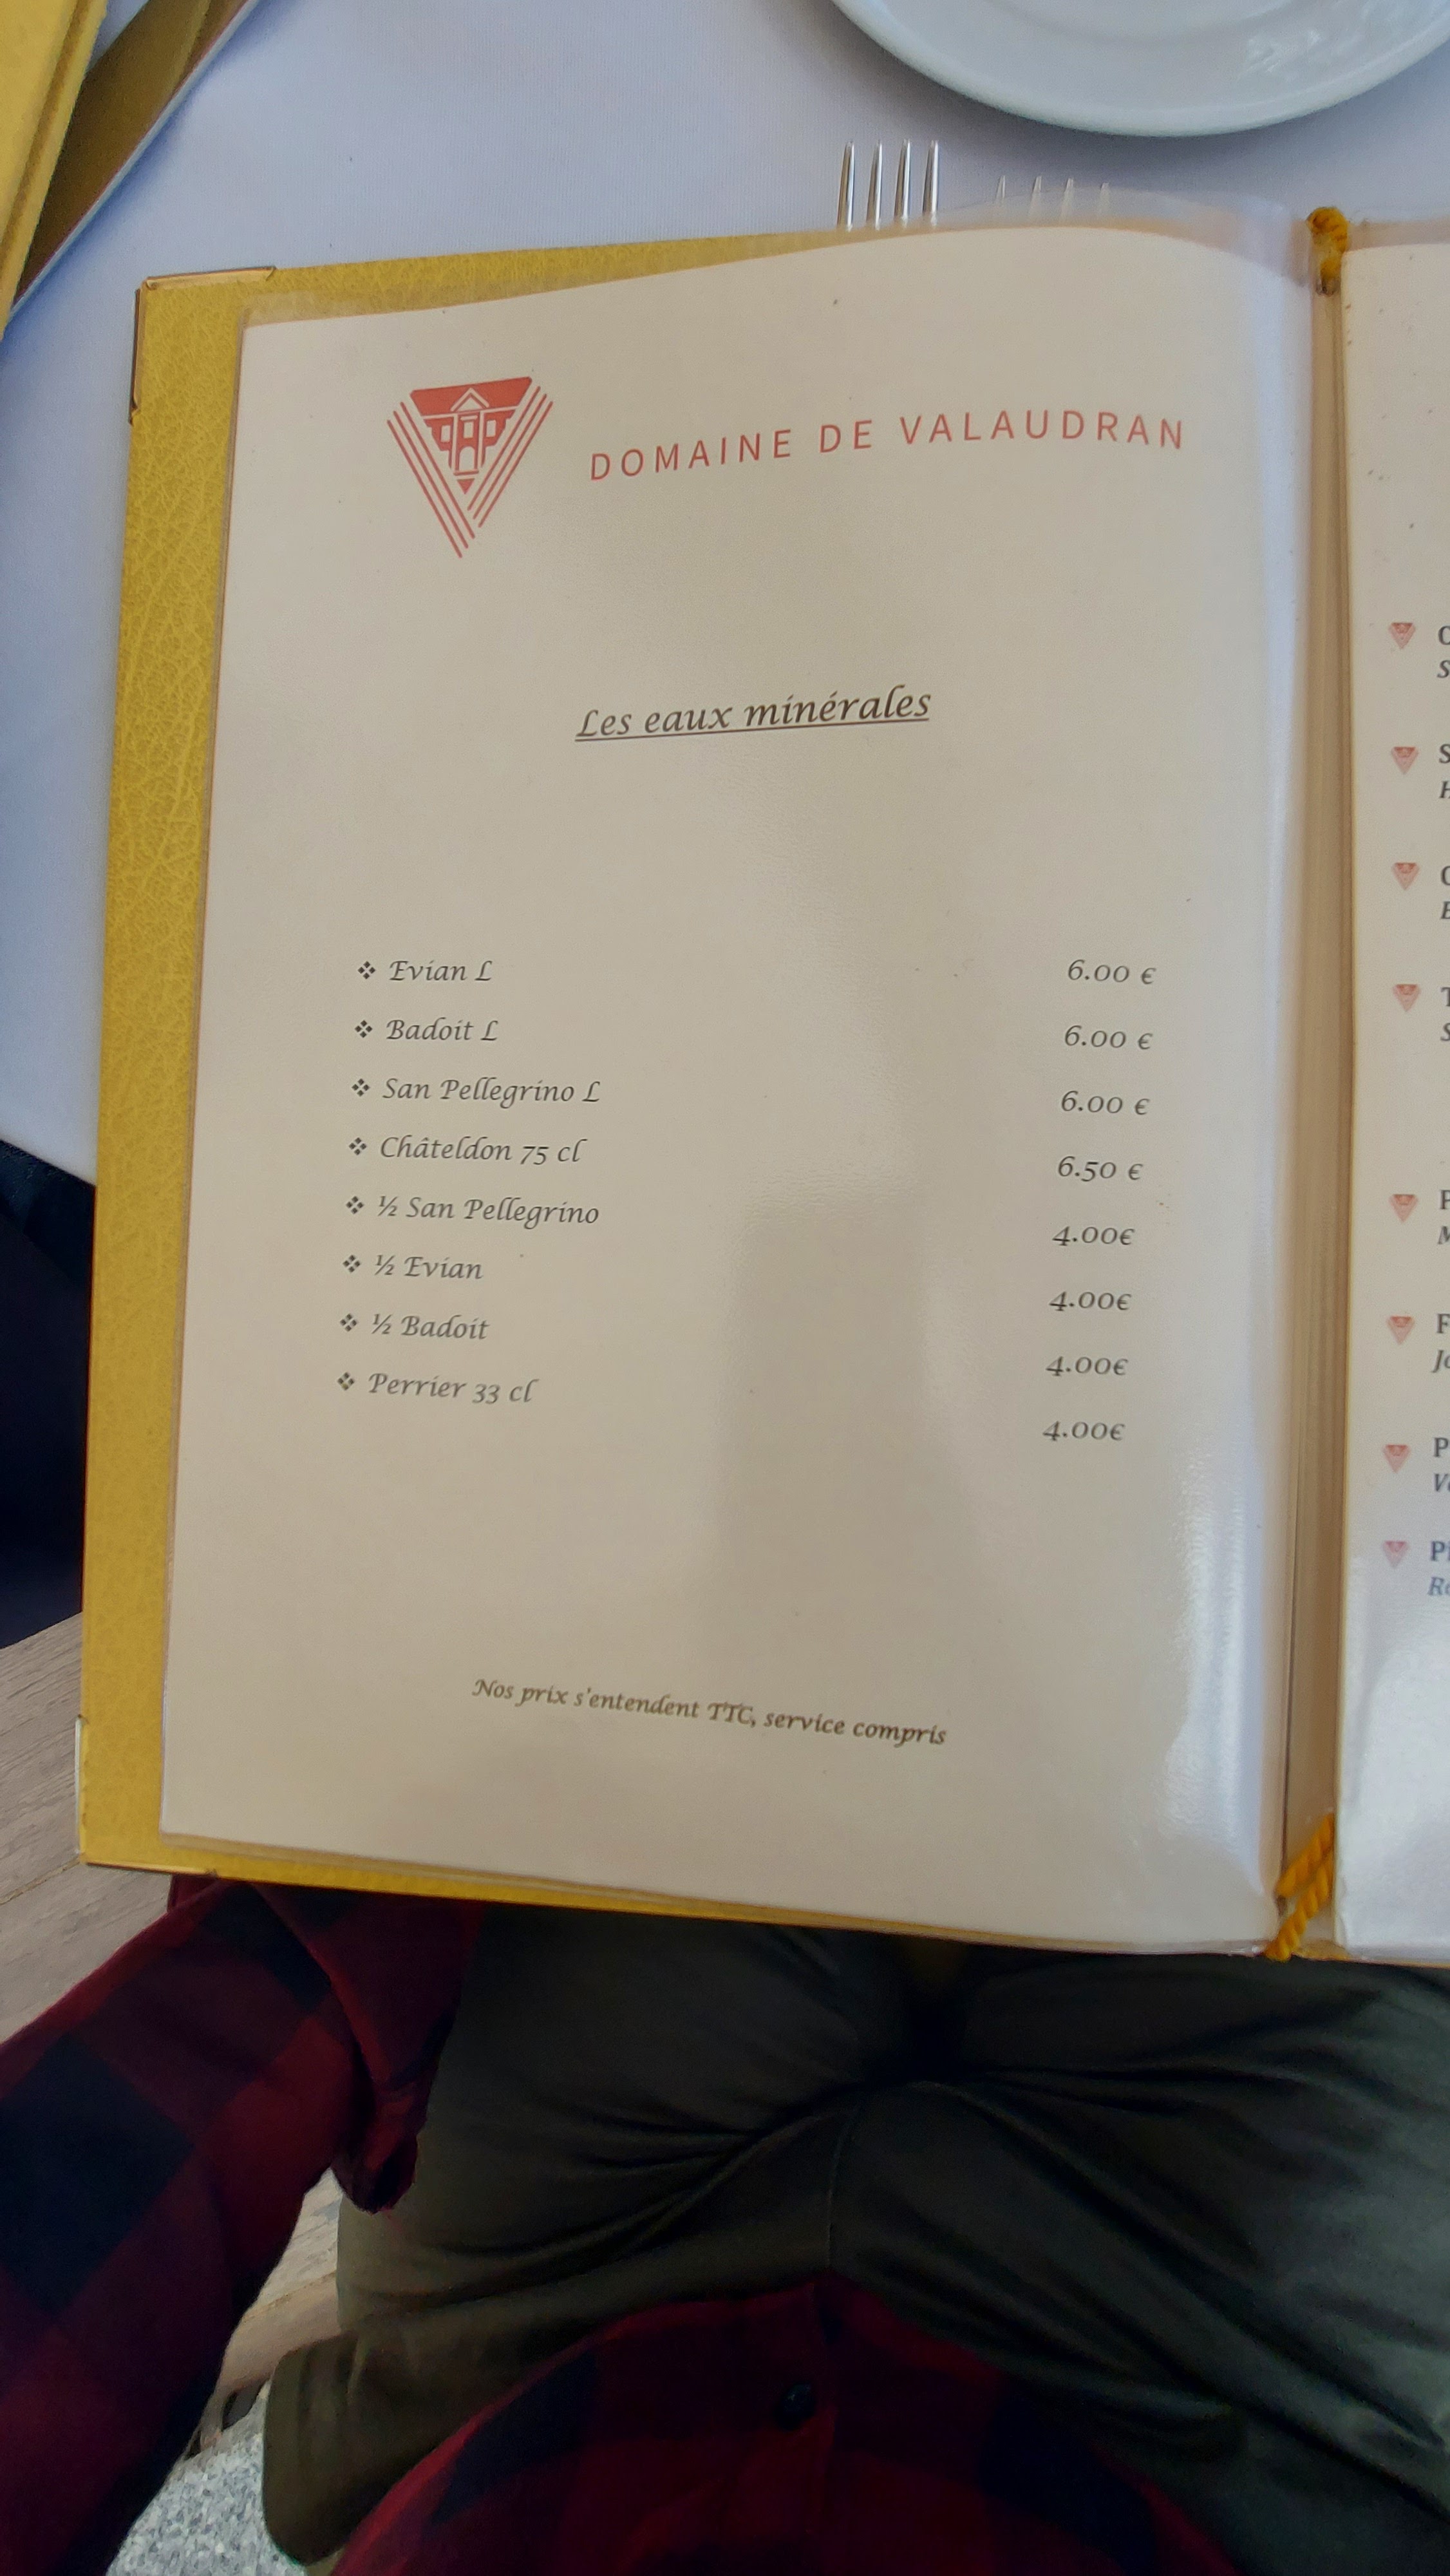 DOMAINE DE VALAUDRAN
Les eaux minérales
❖ Evian L 6.00 €
❖ Badoit L 6.00 €
❖ San Pellegrino L 6.00 €
❖ Châteldon 75 cl 6.50 €
❖ ½ San Pellegrino 4.00€
❖ ½ Evian 4.00€
❖ ½ Badoit 4.00€
❖ Perrier 33 cl 4.00€
Nos prix s'entendent TTC, service compris